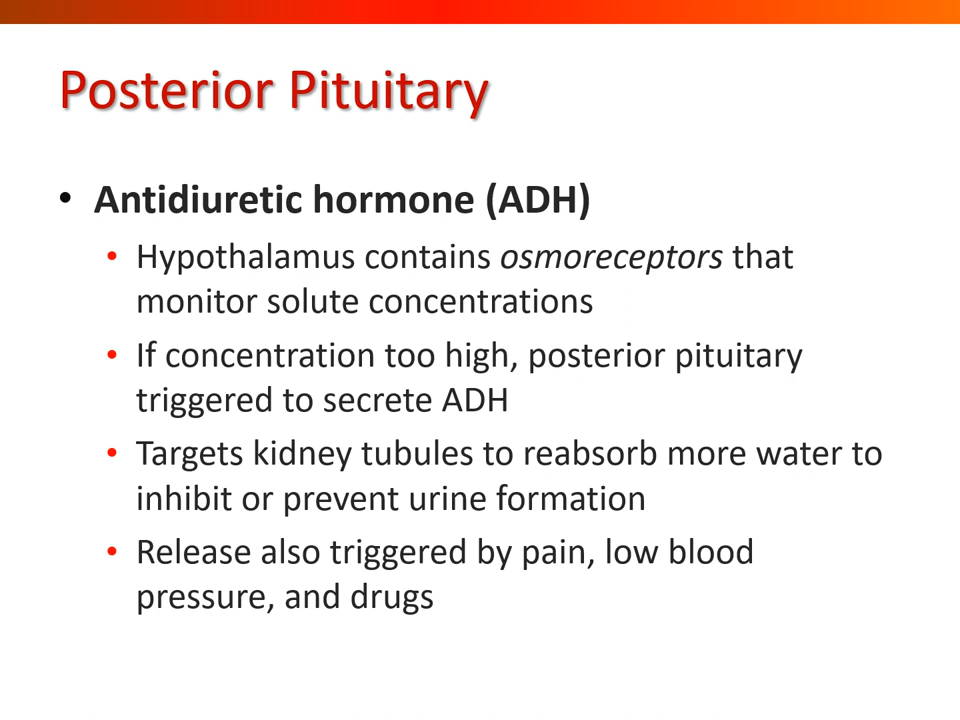 Posterior Pituitary
• Antidiuretic hormone (ADH)
• Hypothalamus contains osmoreceptors that
monitor solute concentrations
• If concentration too high, posterior pituitary
triggered to secrete ADH
• Targets kidney tubules to reabsorb more water to
inhibit or prevent urine formation
• Release also triggered by pain, low blood
pressure, and drugs